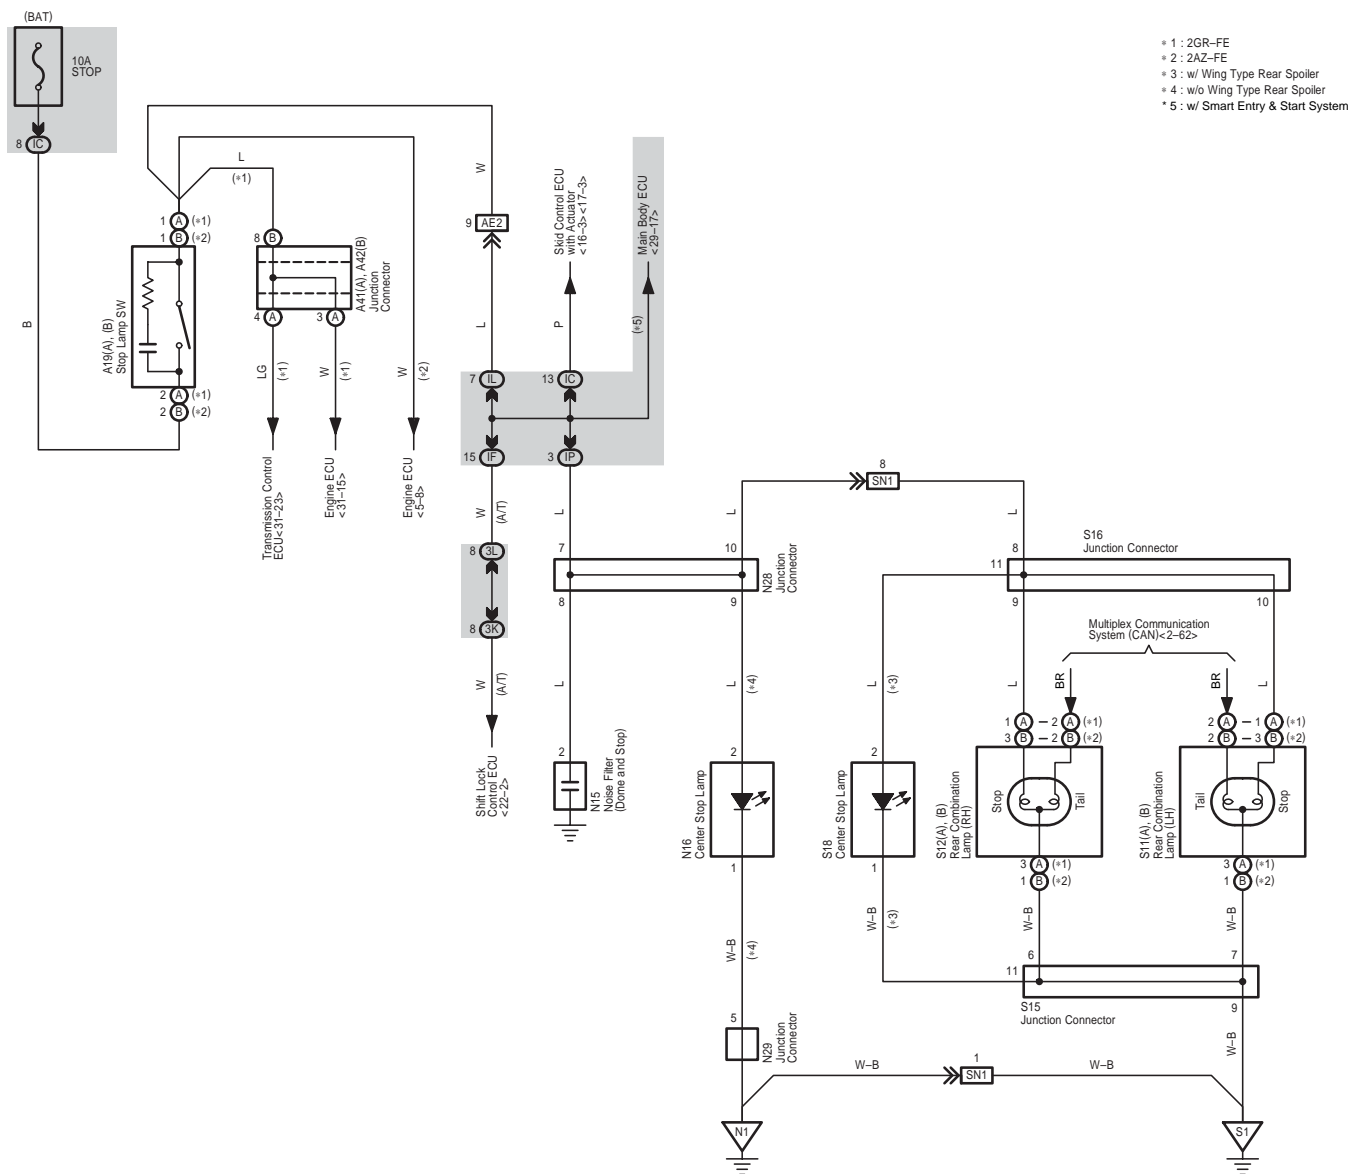 (BAT)
10A
STOP
8 IC
* 1 : 2GR–FE
* 2 : 2AZ–FE
* 3 : w/ Wing Type Rear Spoiler
* 4 : w/o Wing Type Rear Spoiler
* 5 : w/ Smart Entry & Start System
L
(*1)
W
9 AE2
Skid Control ECU
with Actuator
<16–3><17–3>
Main Body ECU
<29–17>
1 A (*1)
1 B (*2)
8 B
A19(A), (B)
Stop Lamp SW
A41(A), A42(B)
Junction
Connector
B
4 A
3 A
L
P
(*5)
LG
(*1)
W
(*1)
W
(*2)
2 A (*1)
2 B (*2)
7 IL
13 IC
15 IF
3 IP
Transmission Control
ECU<31–23>
Engine ECU
<31–15>
Engine ECU
<5–8>
W
(A/T)
L
L
8
SN1
L
8 3L
8 3K
7
10
8
9
N28
Junction
Connector
S16
Junction Connector
8
11
9
10
Multiplex Communication
System (CAN)<2–62>
W
(A/T)
L
L
(*4)
L
(*3)
L
BR
BR
L
1 A – 2 A (*1)
3 B – 2 B (*2)
2 A – 1 A (*1)
2 B – 3 B (*2)
Shift Lock
Control ECU
<22–2>
2
N15
Noise Filter
(Dome and Stop)
2
N16
Center Stop Lamp
1
2
S18
Center Stop Lamp
1
S12(A), (B)
Rear Combination
Lamp (RH)
Stop
Tail
S11(A), (B)
Rear Combination
Lamp (LH)
Tail
Stop
3 A (*1)
1 B (*2)
3 A (*1)
1 B (*2)
W–B
(*4)
W–B
(*3)
W–B
W–B
6
7
11
S15
Junction Connector
9
5
N29
Junction
Connector
W–B
W–B
1
SN1
W–B
N1
S1